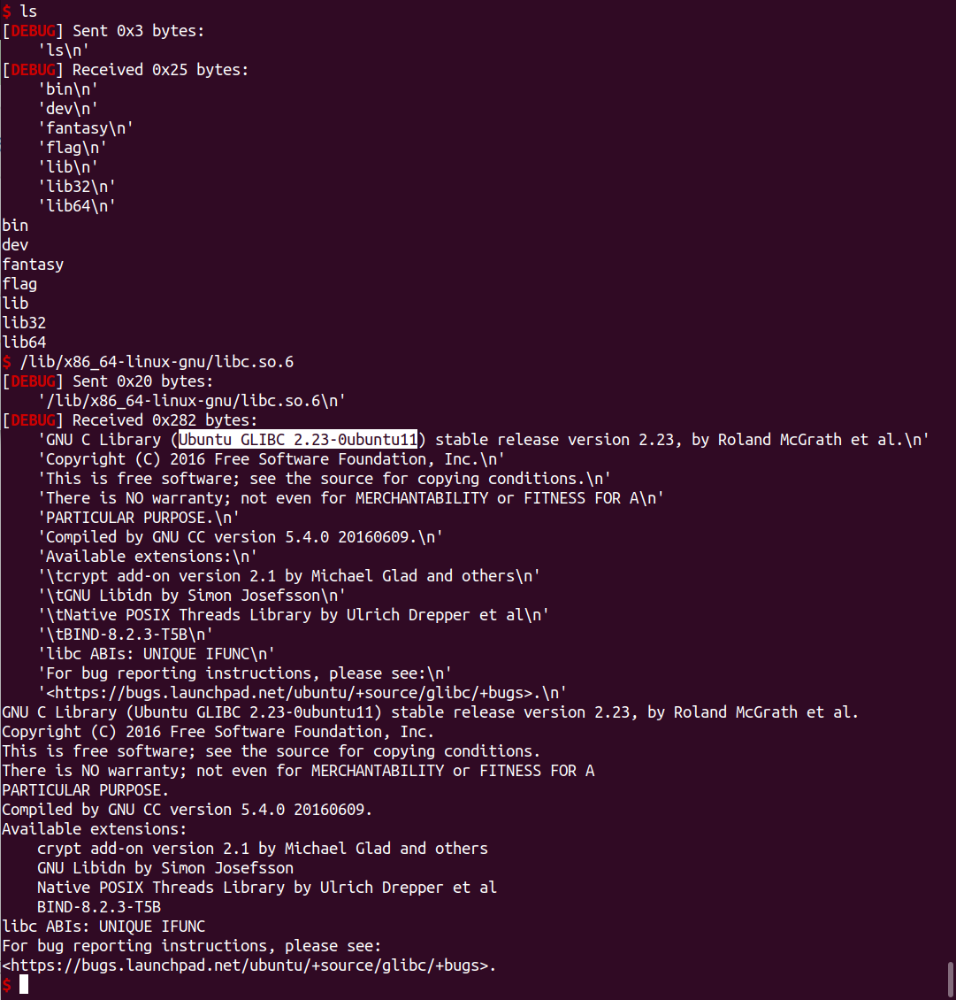 $ ls
[DEBUG] Sent 0x3 bytes:
    'ls\n'
[DEBUG] Received 0x25 bytes:
    'bin\n'
    'dev\n'
    'fantasy\n'
    'flag\n'
    'lib\n'
    'lib32\n'
    'lib64\n'
bin
dev
fantasy
flag
lib
lib32
lib64
$ /lib/x86_64-linux-gnu/libc.so.6
[DEBUG] Sent 0x20 bytes:
    '/lib/x86_64-linux-gnu/libc.so.6\n'
[DEBUG] Received 0x282 bytes:
    'GNU C Library (Ubuntu GLIBC 2.23-0ubuntu11) stable release version 2.23, by Roland McGrath et al.\n'
    'Copyright (C) 2016 Free Software Foundation, Inc.\n'
    'This is free software; see the source for copying conditions.\n'
    'There is NO warranty; not even for MERCHANTABILITY or FITNESS FOR A\n'
    'PARTICULAR PURPOSE.\n'
    'Compiled by GNU CC version 5.4.0 20160609.\n'
    'Available extensions:\n'
    '\tcrypt add-on version 2.1 by Michael Glad and others\n'
    '\tGNU Libidn by Simon Josefsson\n'
    '\tNative POSIX Threads Library by Ulrich Drepper et al\n'
    '\tBIND-8.2.3-T5B\n'
    'libc ABIs: UNIQUE IFUNC\n'
    'For bug reporting instructions, please see:\n'
    '<https://bugs.launchpad.net/ubuntu/+source/glibc/+bugs>.\n'
GNU C Library (Ubuntu GLIBC 2.23-0ubuntu11) stable release version 2.23, by Roland McGrath et al.
Copyright (C) 2016 Free Software Foundation, Inc.
This is free software; see the source for copying conditions.
There is NO warranty; not even for MERCHANTABILITY or FITNESS FOR A
PARTICULAR PURPOSE.
Compiled by GNU CC version 5.4.0 20160609.
Available extensions:
    crypt add-on version 2.1 by Michael Glad and others
    GNU Libidn by Simon Josefsson
    Native POSIX Threads Library by Ulrich Drepper et al
    BIND-8.2.3-T5B
libc ABIs: UNIQUE IFUNC
For bug reporting instructions, please see:
<https://bugs.launchpad.net/ubuntu/+source/glibc/+bugs>.
$